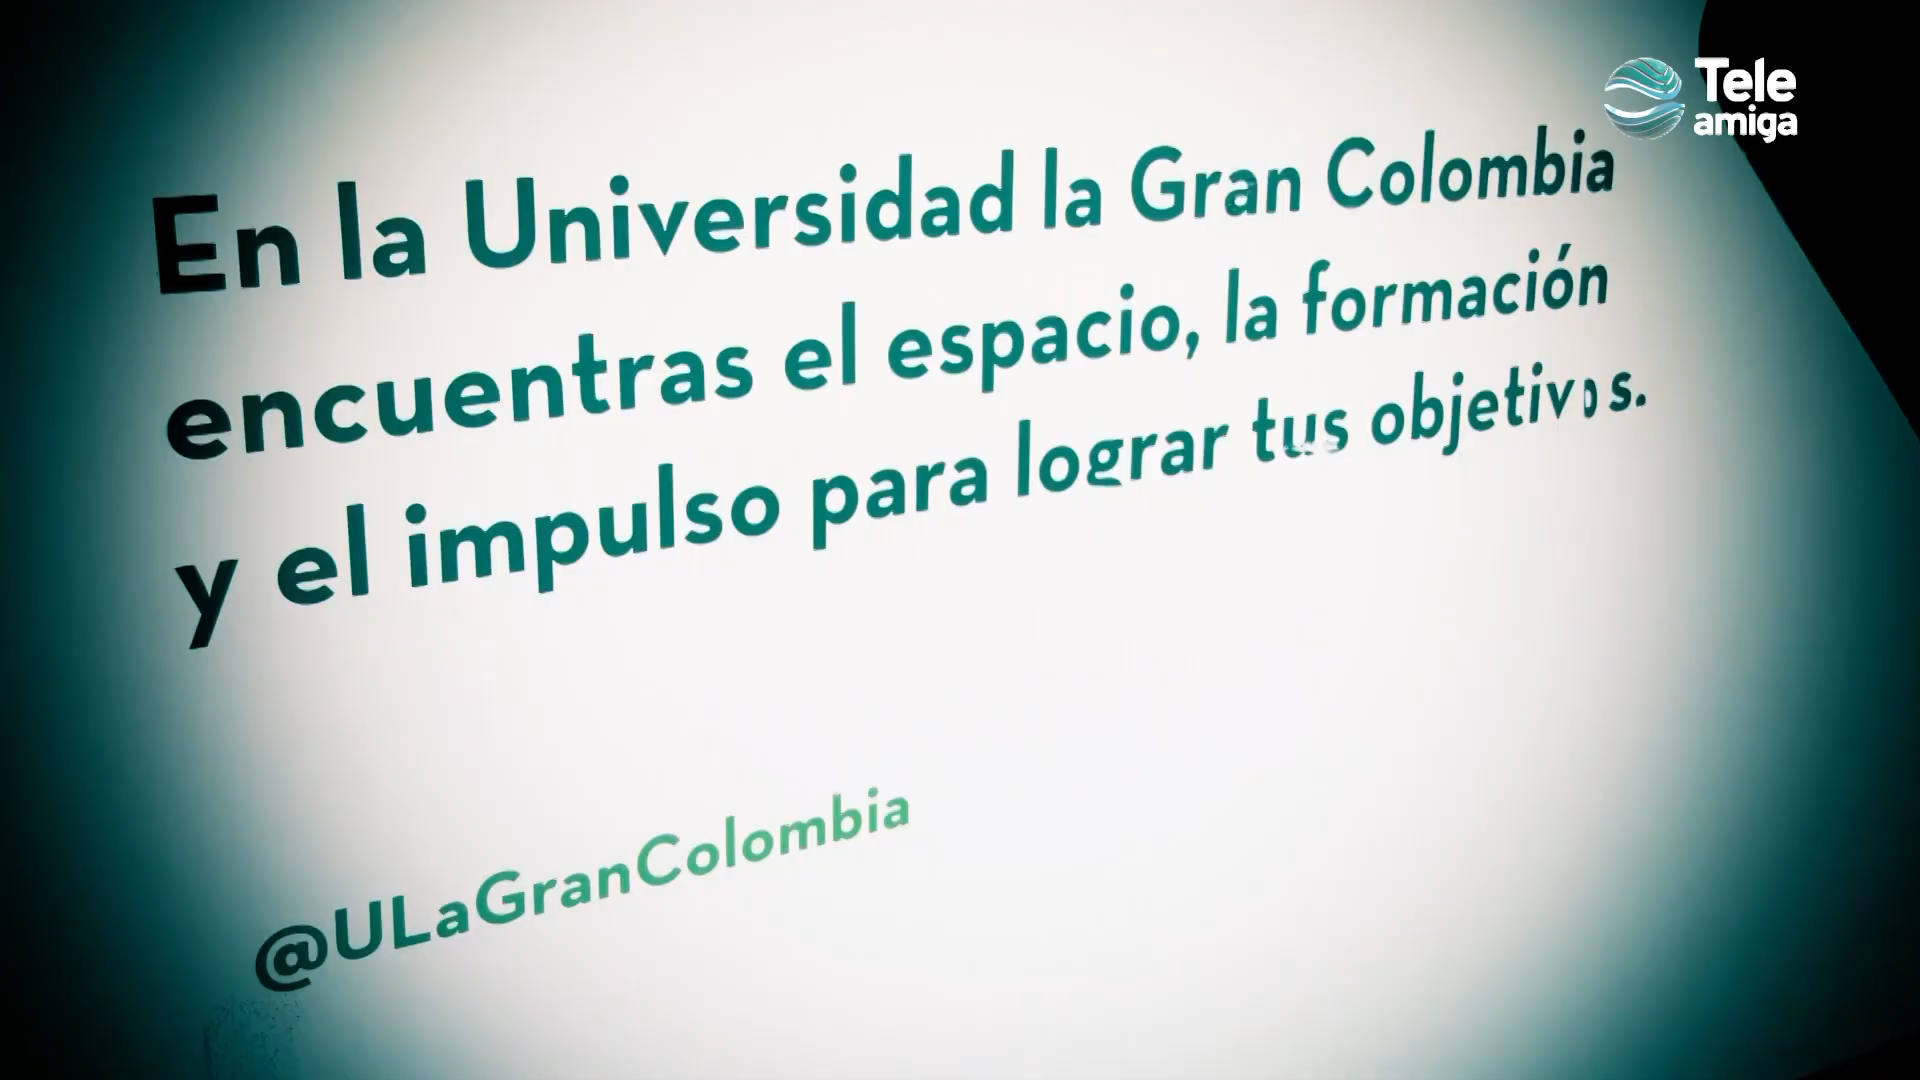 Tele
amiga
En la Universidad la Gran Colombia
encuentras el espacio, la formación
y el impulso para lograr tus objetivos.
@ULaGranColombia